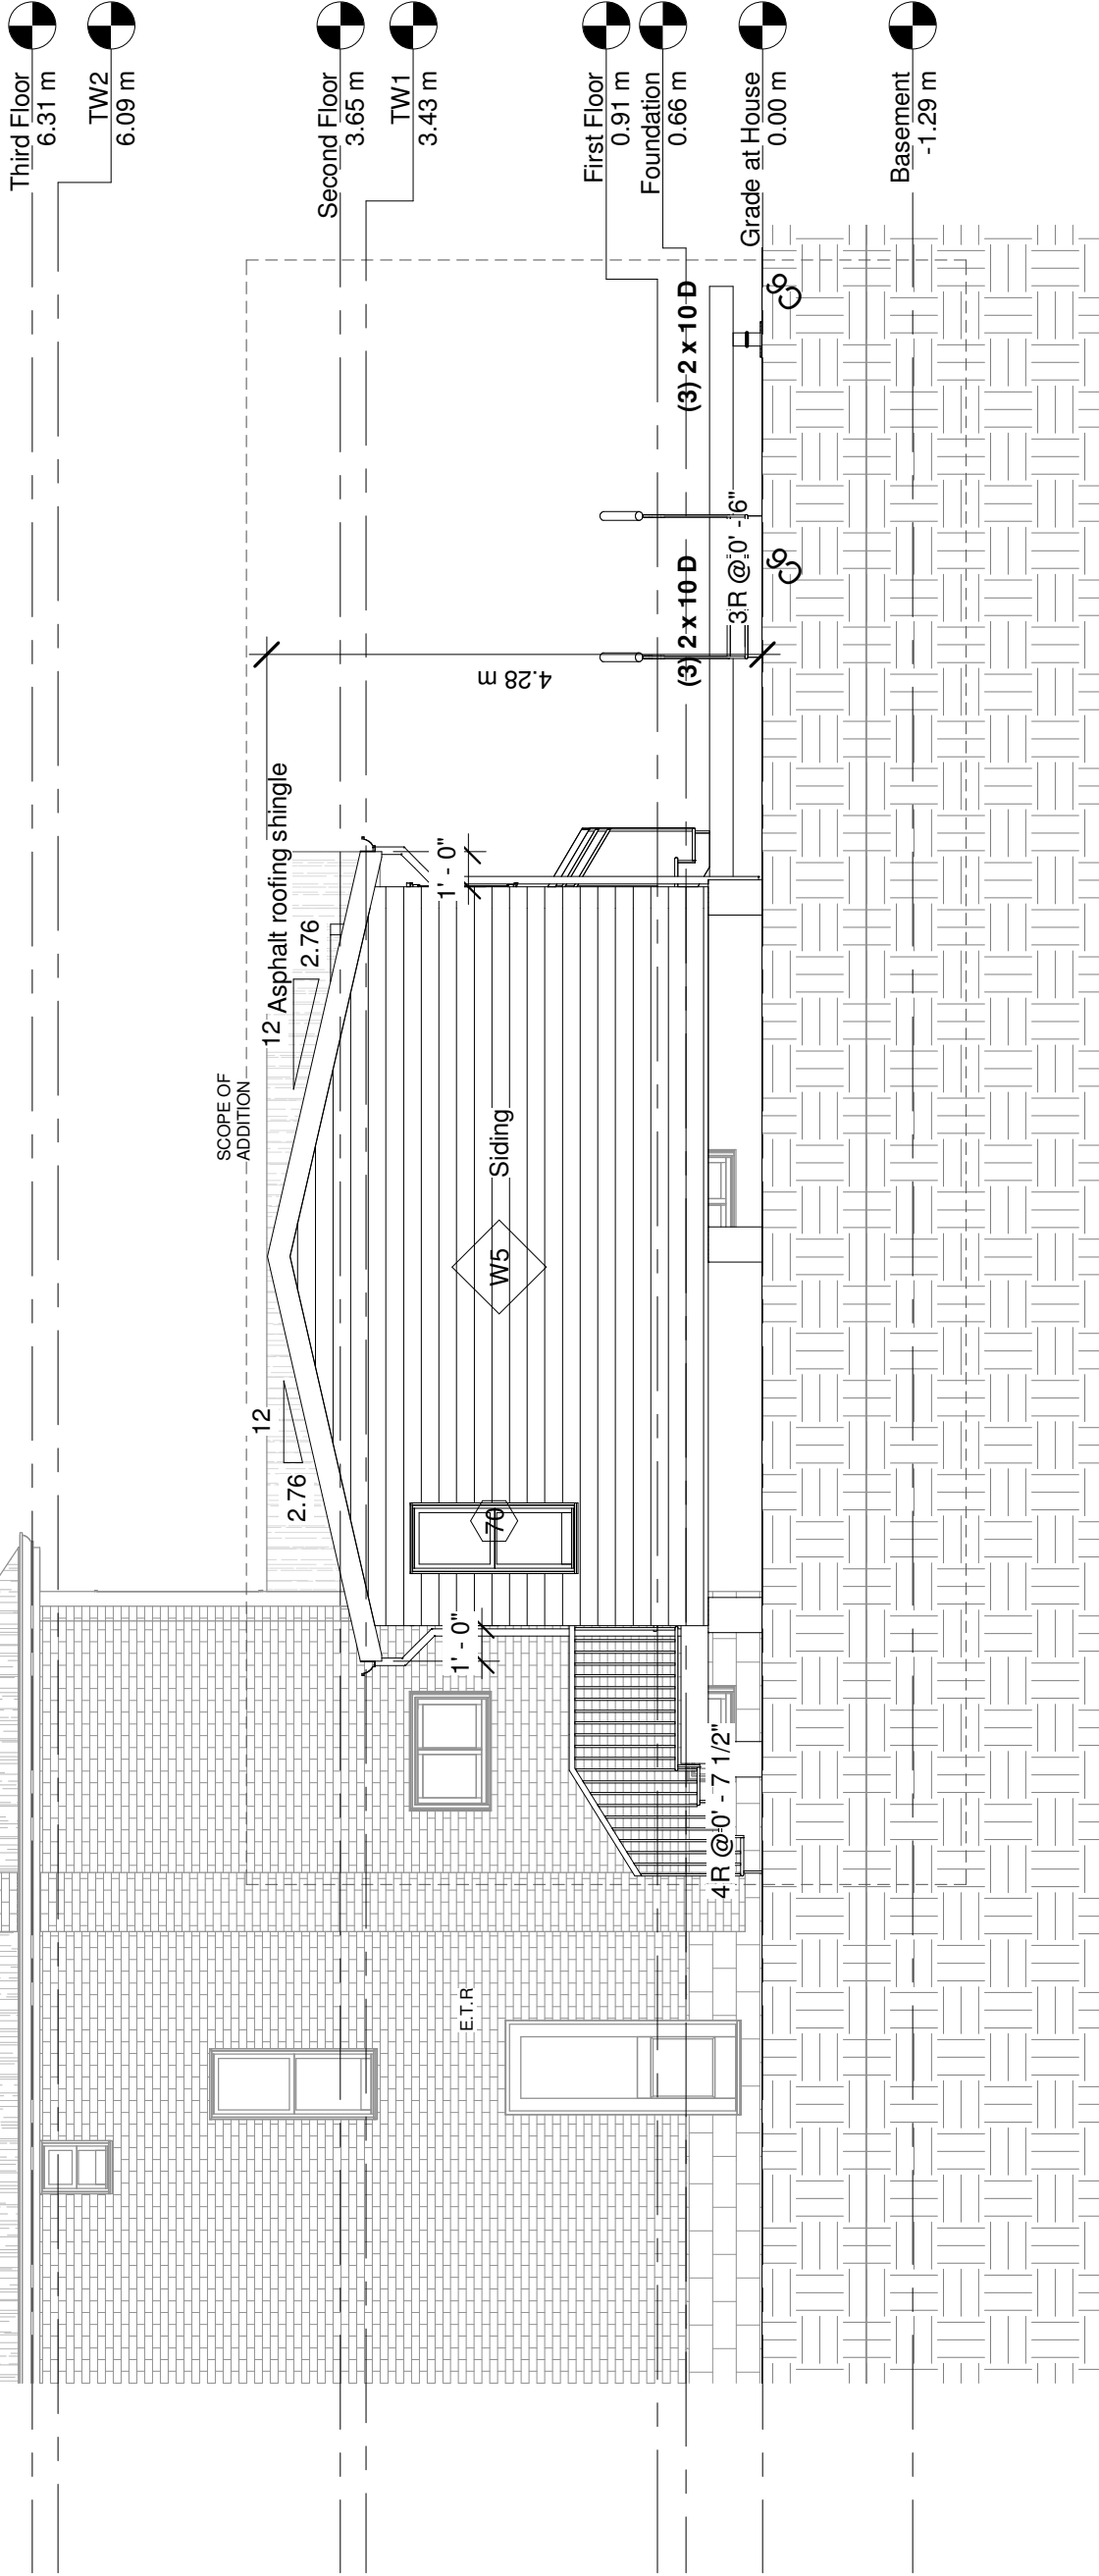 Third Floor
6.31 m
TW2
6.09 m
Second Floor
3.65 m
TW1
3.43 m
First Floor
0.91 m
Foundation
0.66 m
Grade at House
0.00 m
Basement
-1.29 m
SCOPE OF
ADDITION
12
2.76
12
2.76
Asphalt roofing shingle
4.28 m
1' - 0"
1' - 0"
Siding
W5
70
E.T.R
(3) 2 x 10 D
(3) 2 x 10 D
3 R @ 0' - 6"
4 R @ 0' - 7 1/2"